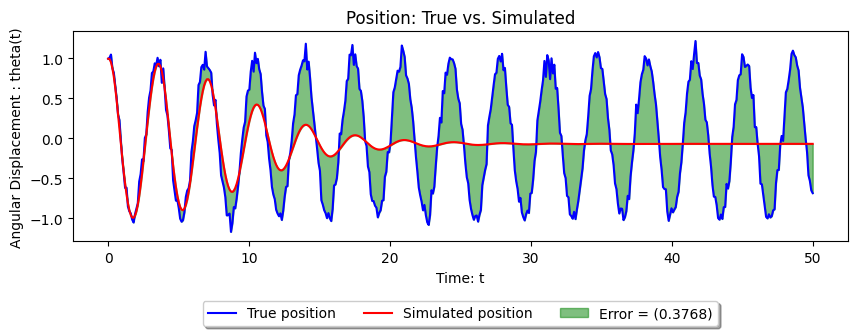 Position: True vs. Simulated
Angular Displacement : theta(t)
1.0
0.5
0.0
−0.5
−1.0
0 10 20 30 40 50
Time: t
True position Simulated position Error = (0.3768)